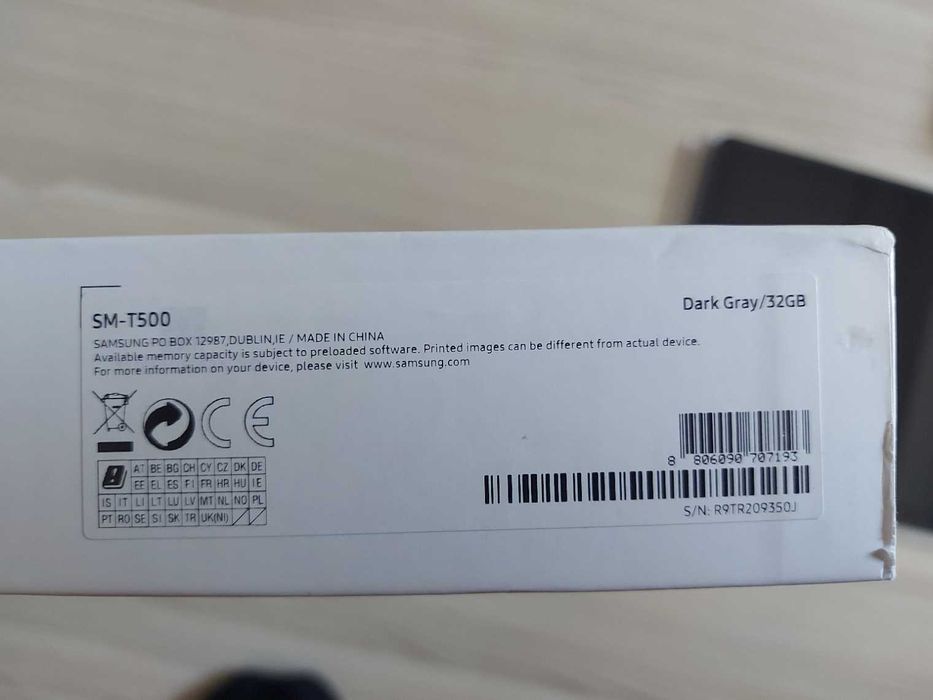 SM-T500
Dark Gray/32GB
SAMSUNG PO BOX 12987,DUBLIN,IE / MADE IN CHINA
Available memory capacity is subject to preloaded software. Printed images can be different from actual device.
For more information on your device, please visit www.samsung.com
CE
AT BE BG CH CY CZ DK DE
EE EL ES FI FR HR HU IE
IS IT LI LT LU LV MT NL NO PL
PT RO SE SI SK TR UK(NI)
8 806090 707193
S/N: R9TR209350J